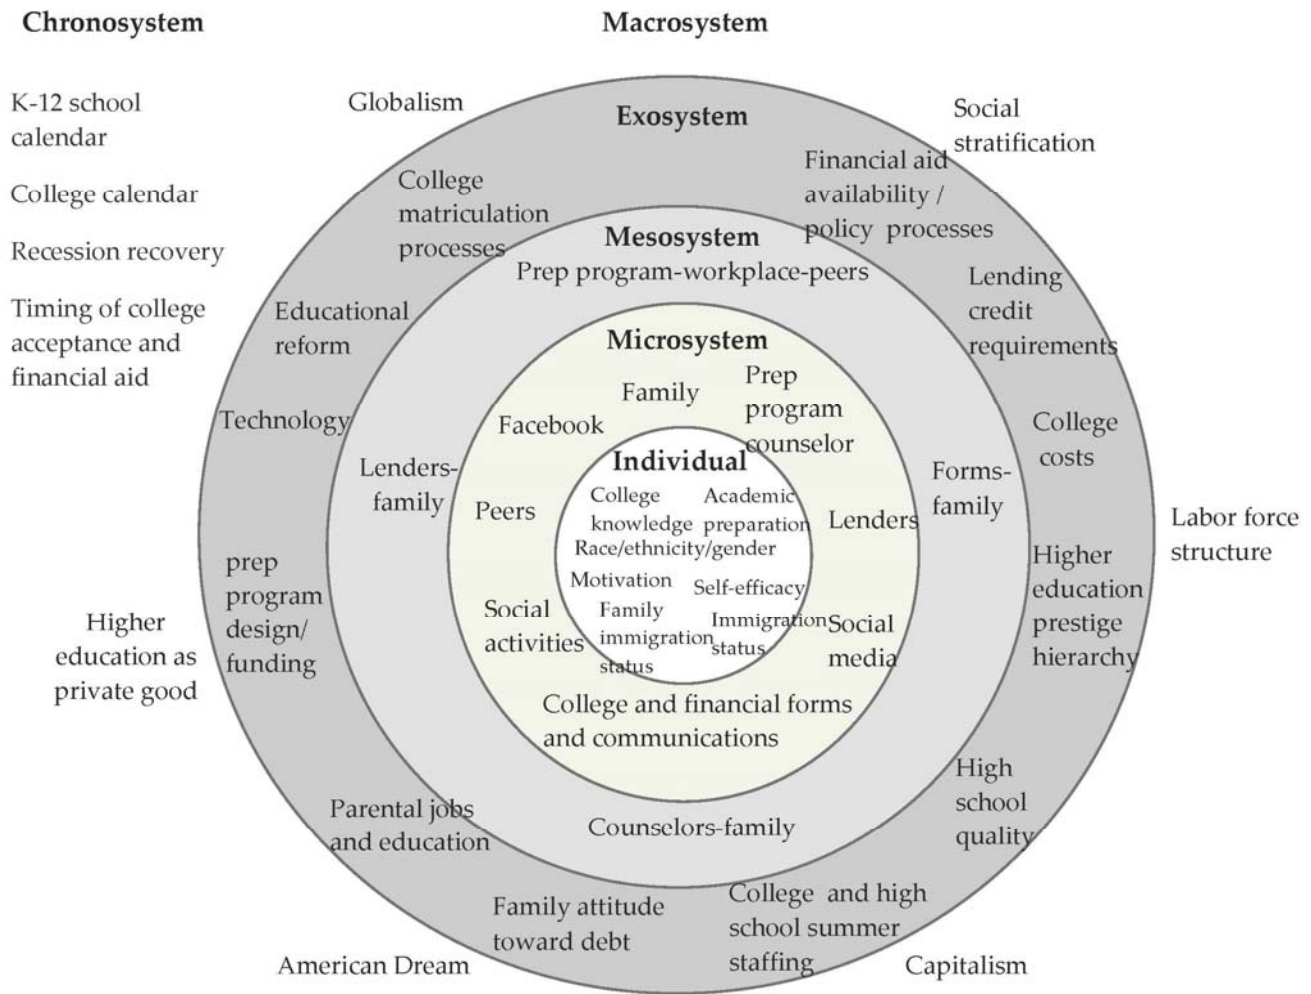 Chronosystem
K-12 school
calendar
College calendar
Recession recovery
Timing of college
acceptance and
financial aid
Macrosystem
Globalism
Social
stratification
Labor force
structure
Capitalism
American Dream
Higher
education as
private good
Exosystem
College
matriculation
processes
Financial aid
availability /
policy processes
Lending
credit
requirements
College
costs
Higher
education
prestige
hierarchy
High
school
quality
College and high
school summer
staffing
Family attitude
toward debt
Parental jobs
and education
prep
program
design/
funding
Technology
Educational
reform
Mesosystem
Prep program-workplace-peers
Forms-
family
Counselors-family
Lenders-
family
Microsystem
Family
Prep
program
counselor
Lenders
Social
media
College and financial forms
and communications
Social
activities
Peers
Facebook
Individual
College
knowledge
Academic
preparation
Race/ethnicity/gender
Motivation
Self-efficacy
Family
immigration
status
Immigration
status